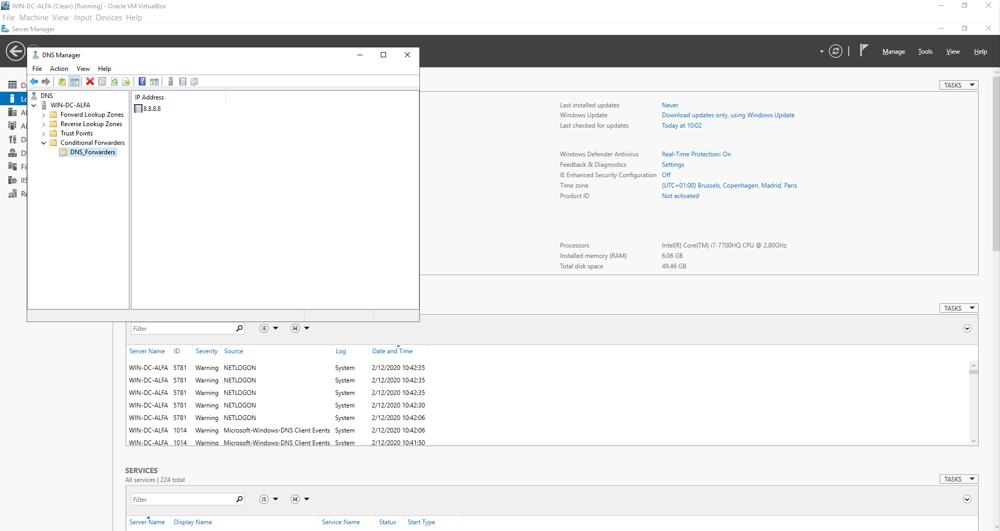 WIN-DC-ALFA (Clean) [Running] - Oracle VM VirtualBox
File Machine View Input Devices Help
Server Manager
Manage Tools View Help
DNS Manager
File Action View Help
DNS
WIN-DC-ALFA
Forward Lookup Zones
Reverse Lookup Zones
Trust Points
Conditional Forwarders
DNS_Forwarders
IP Address
8.8.8.8
TASKS
Last installed updates Never
Windows Update Download updates only, using Windows Update
Last checked for updates Today at 10:02
Windows Defender Antivirus Real-Time Protection: On
Feedback & Diagnostics Settings
IE Enhanced Security Configuration Off
Time zone (UTC+01:00) Brussels, Copenhagen, Madrid, Paris
Product ID Not activated
Processors Intel(R) Core(TM) i7-7700HQ CPU @ 2.80GHz
Installed memory (RAM) 6.06 GB
Total disk space 49.46 GB
TASKS
Filter
Server Name ID Severity Source Log Date and Time
WIN-DC-ALFA 5781 Warning NETLOGON System 2/12/2020 10:42:35
WIN-DC-ALFA 5781 Warning NETLOGON System 2/12/2020 10:42:35
WIN-DC-ALFA 5781 Warning NETLOGON System 2/12/2020 10:42:35
WIN-DC-ALFA 5781 Warning NETLOGON System 2/12/2020 10:42:30
WIN-DC-ALFA 5781 Warning NETLOGON System 2/12/2020 10:42:06
WIN-DC-ALFA 1014 Warning Microsoft-Windows-DNS Client Events System 2/12/2020 10:42:06
WIN-DC-ALFA 1014 Warning Microsoft-Windows-DNS Client Events System 2/12/2020 10:41:50
SERVICES
All services | 224 total
TASKS
Filter
Server Name Display Name Service Name Status Start Type